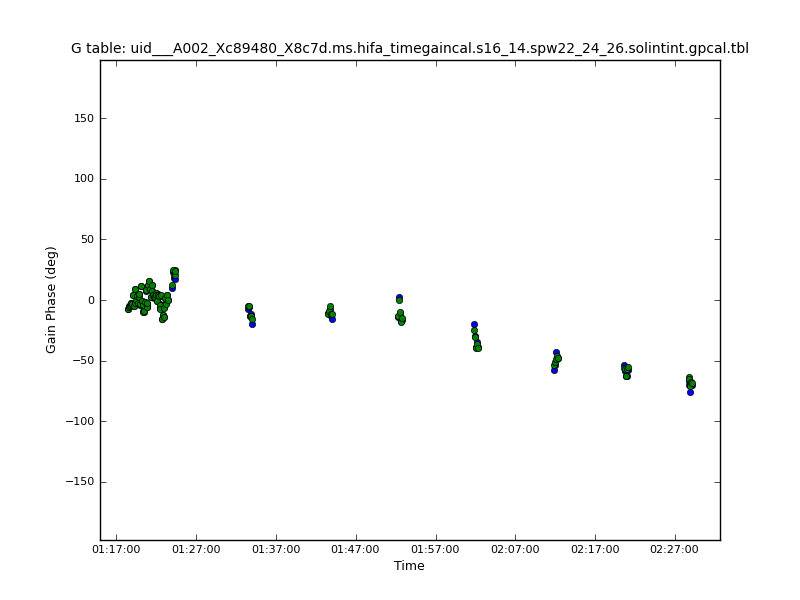 G table: uid___A002_Xc89480_X8c7d.ms.hifa_timegaincal.s16_14.spw22_24_26.solintint.gpcal.tbl
150
100
50
0
−50
−100
−150
Gain Phase (deg)
01:17:00 01:27:00 01:37:00 01:47:00 01:57:00 02:07:00 02:17:00 02:27:00
Time